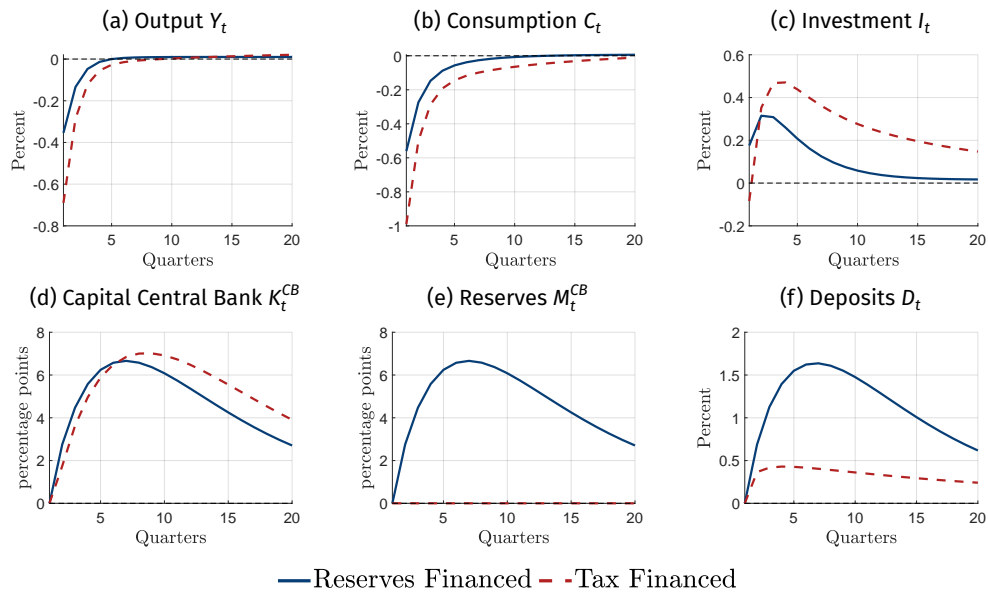 (a) Output Y_t
(b) Consumption C_t
(c) Investment I_t
0
-0.2
-0.4
-0.6
-0.8
Percent
5
10
15
20
Quarters
0
-0.2
-0.4
-0.6
-0.8
-1
Percent
5
10
15
20
Quarters
0.6
0.4
0.2
0
-0.2
Percent
5
10
15
20
Quarters
(d) Capital Central Bank K_t^{CB}
(e) Reserves M_t^{CB}
(f) Deposits D_t
8
6
4
2
0
percentage points
5
10
15
20
Quarters
8
6
4
2
0
percentage points
5
10
15
20
Quarters
2
1.5
1
0.5
0
Percent
5
10
15
20
Quarters
Reserves Financed
Tax Financed